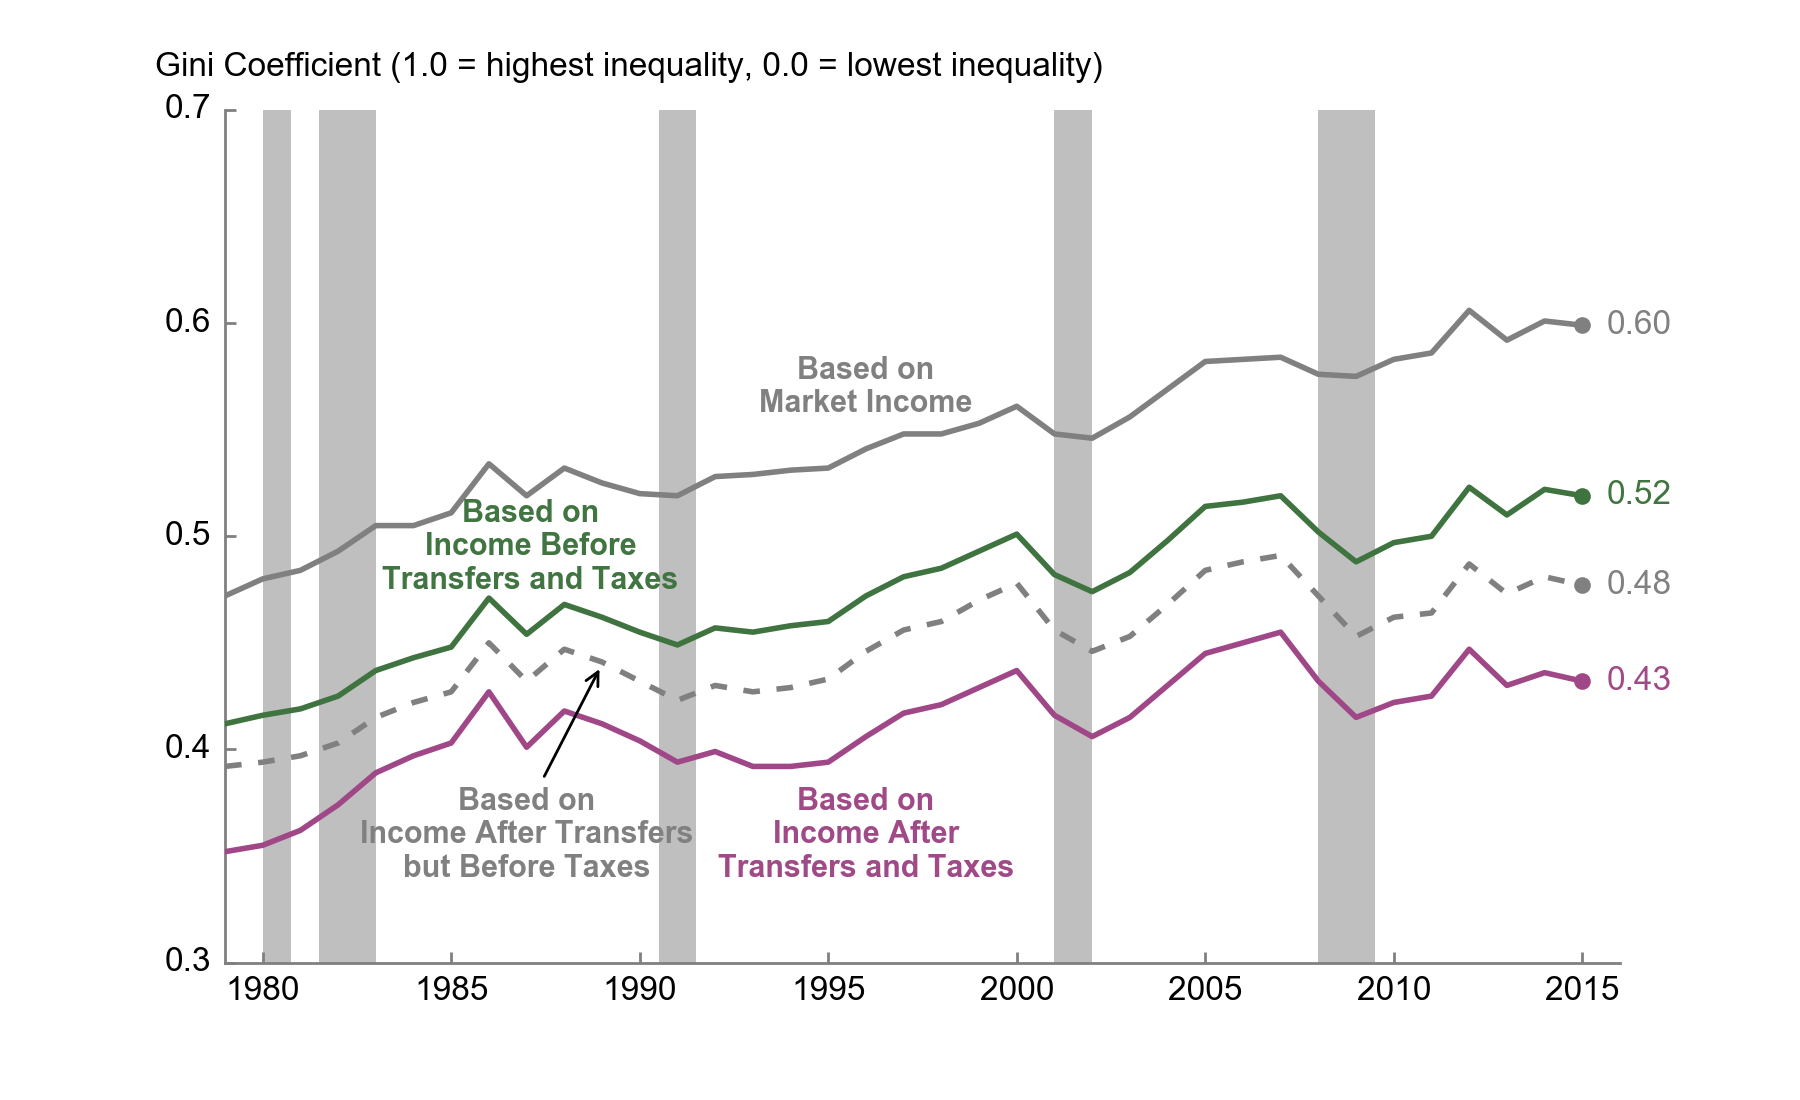 Gini Coefficient (1.0 = highest inequality, 0.0 = lowest inequality)
0.7
0.6
0.5
0.4
0.3
Based on
Market Income
Based on
Income Before
Transfers and Taxes
Based on
Income After Transfers
but Before Taxes
Based on
Income After
Transfers and Taxes
0.60
0.52
0.48
0.43
1980 1985 1990 1995 2000 2005 2010 2015